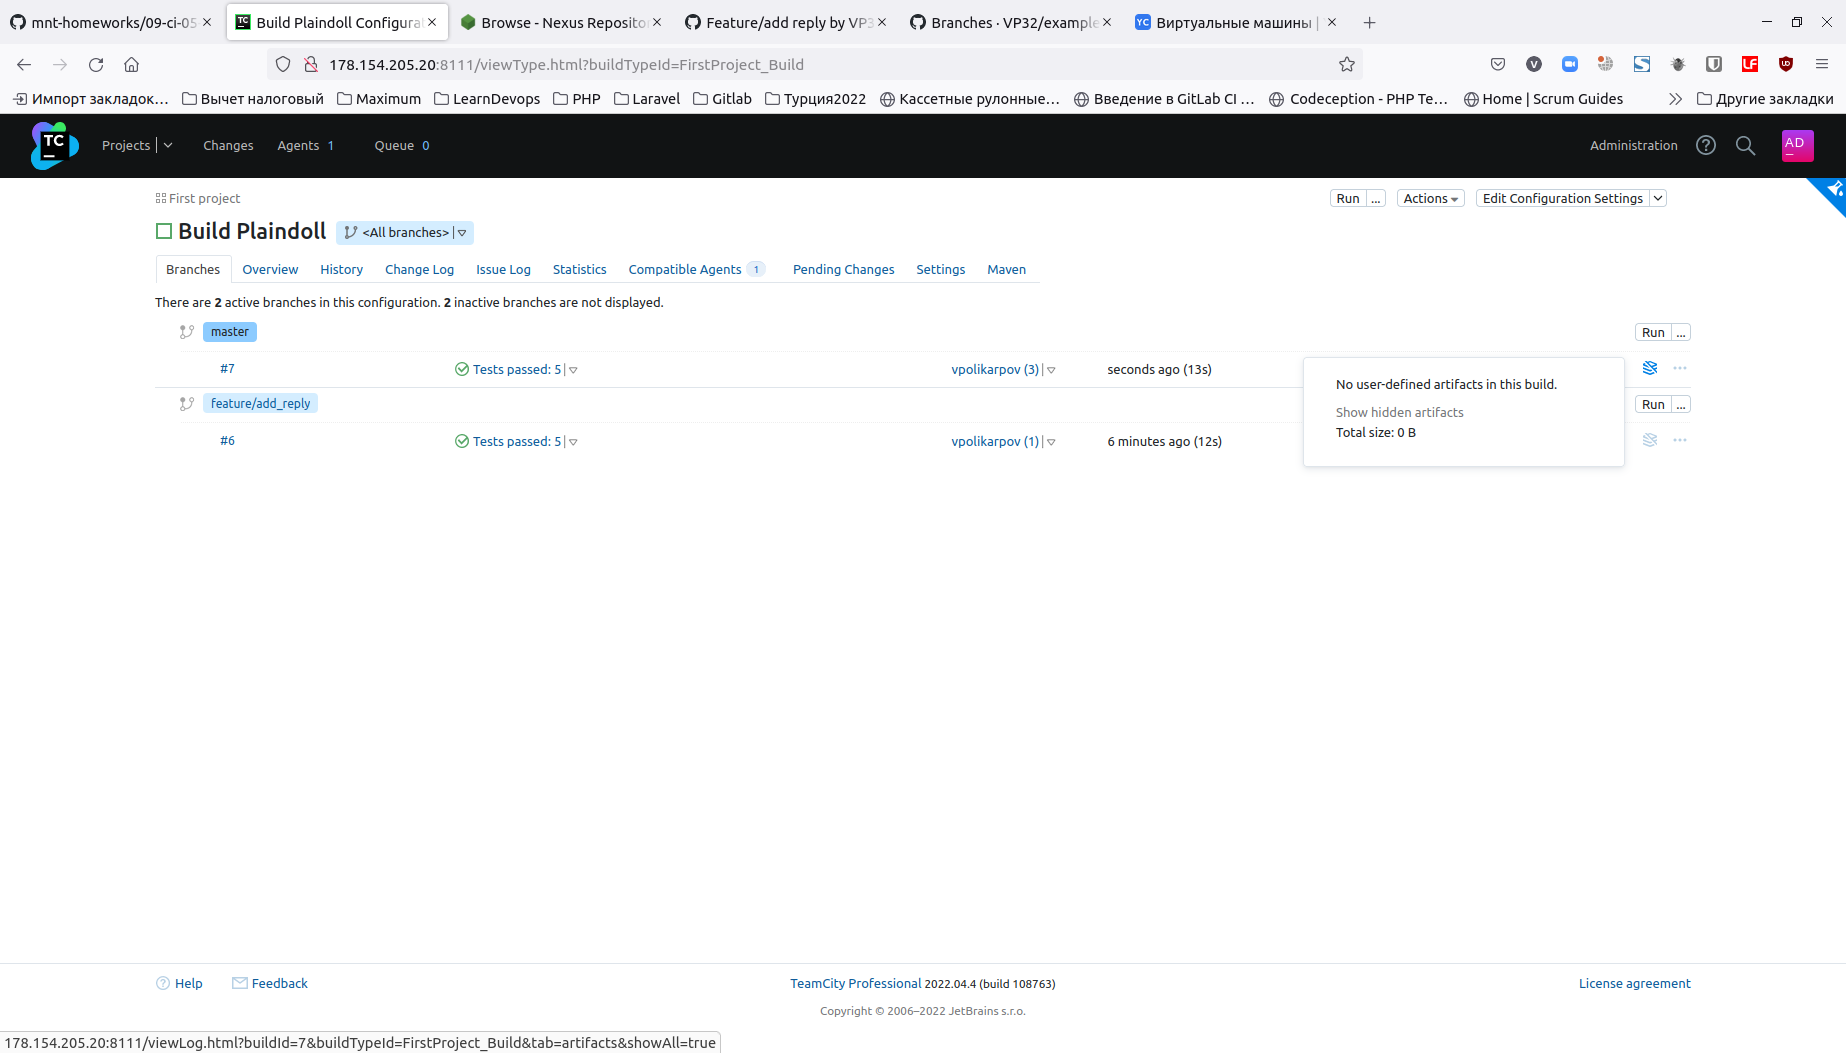 mnt-homeworks/09-ci-05
Build Plaindoll Configurat
Browse - Nexus Reposito
Feature/add reply by VP3
Branches · VP32/example
YC Виртуальные машины |
178.154.205.20:8111/viewType.html?buildTypeId=FirstProject_Build
Импорт закладок… Вычет налоговый Maximum LearnDevops PHP Laravel Gitlab Турция2022 Кассетные рулонные… Введение в GitLab CI … Codeception - PHP Te… Home | Scrum Guides Другие закладки
TC Projects Changes Agents 1 Queue 0 Administration AD
First project Run ... Actions Edit Configuration Settings
Build Plaindoll <All branches>
Branches Overview History Change Log Issue Log Statistics Compatible Agents 1 Pending Changes Settings Maven
There are 2 active branches in this configuration. 2 inactive branches are not displayed.
master Run ...
#7 Tests passed: 5 vpolikarpov (3) seconds ago (13s)
No user-defined artifacts in this build.
Show hidden artifacts
Total size: 0 B
feature/add_reply Run ...
#6 Tests passed: 5 vpolikarpov (1) 6 minutes ago (12s)
Help Feedback TeamCity Professional 2022.04.4 (build 108763) License agreement
Copyright © 2006–2022 JetBrains s.r.o.
178.154.205.20:8111/viewLog.html?buildId=7&buildTypeId=FirstProject_Build&tab=artifacts&showAll=true